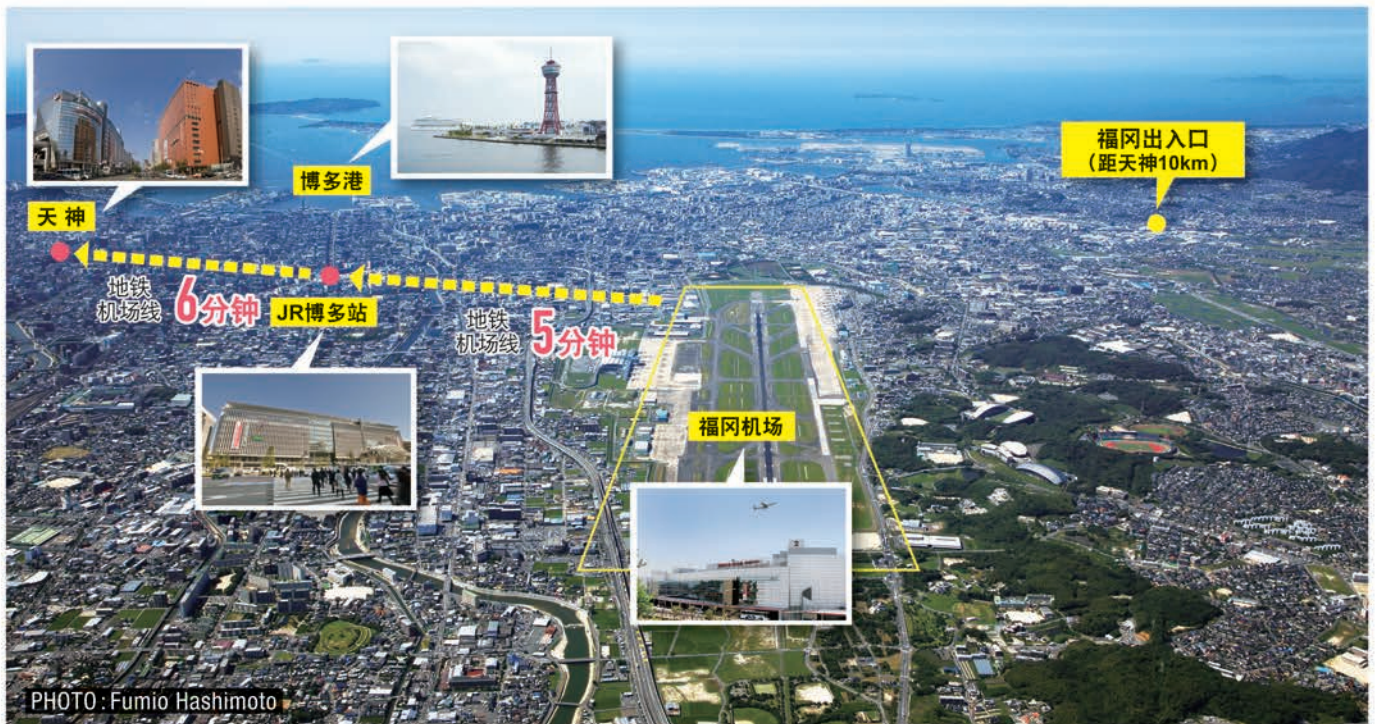 博多港
福冈出入口
（距天神10km）
天 神
地铁
机场线
6分钟
JR博多站
地铁
机场线
5分钟
福冈机场
PHOTO : Fumio Hashimoto